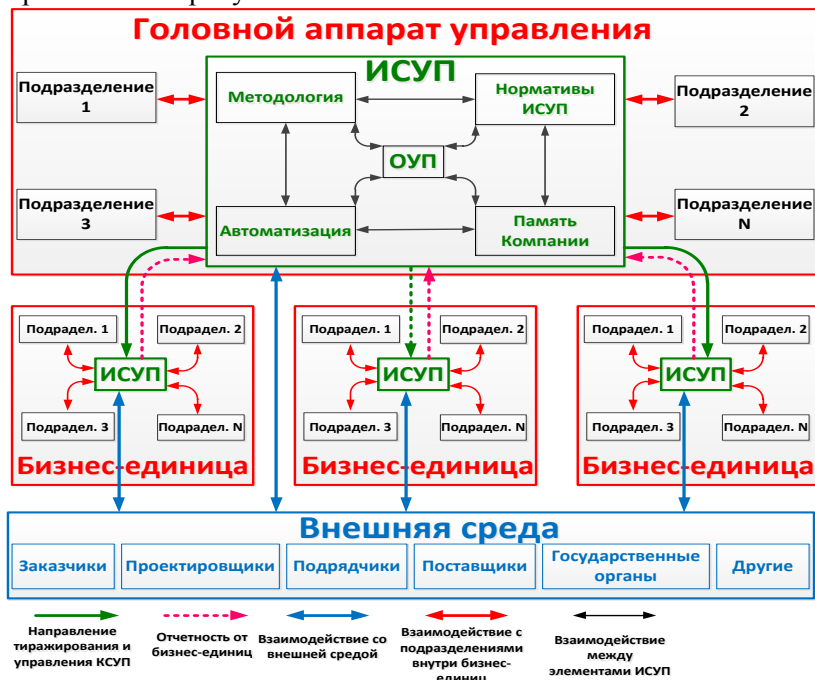 Головной аппарат управления
ИСУП
Подразделение
1
Методология
Нормативы
ИСУП
Подразделение
2
ОУП
Подразделение
3
Автоматизация
Память
Компании
Подразделение
N
Подрадел. 1
Подрадел. 2
ИСУП
Подрадел. 3
Подрадел. N
Бизнес-единица
Подрадел. 1
Подрадел. 2
ИСУП
Подрадел. 3
Подрадел. N
Бизнес-единица
Подрадел. 1
Подрадел. 2
ИСУП
Подрадел. 3
Подрадел. N
Бизнес-единица
Внешняя среда
Заказчики
Проектировщики
Подрядчики
Поставщики
Государственные
органы
Другие
Направление
тиражирования и
управления КСУП
Отчетность от
бизнес-единиц
Взаимодействие со
внешней средой
Взаимодействие с
подразделениями
внутри бизнес-
единиц
Взаимодействие
между
элементами ИСУП